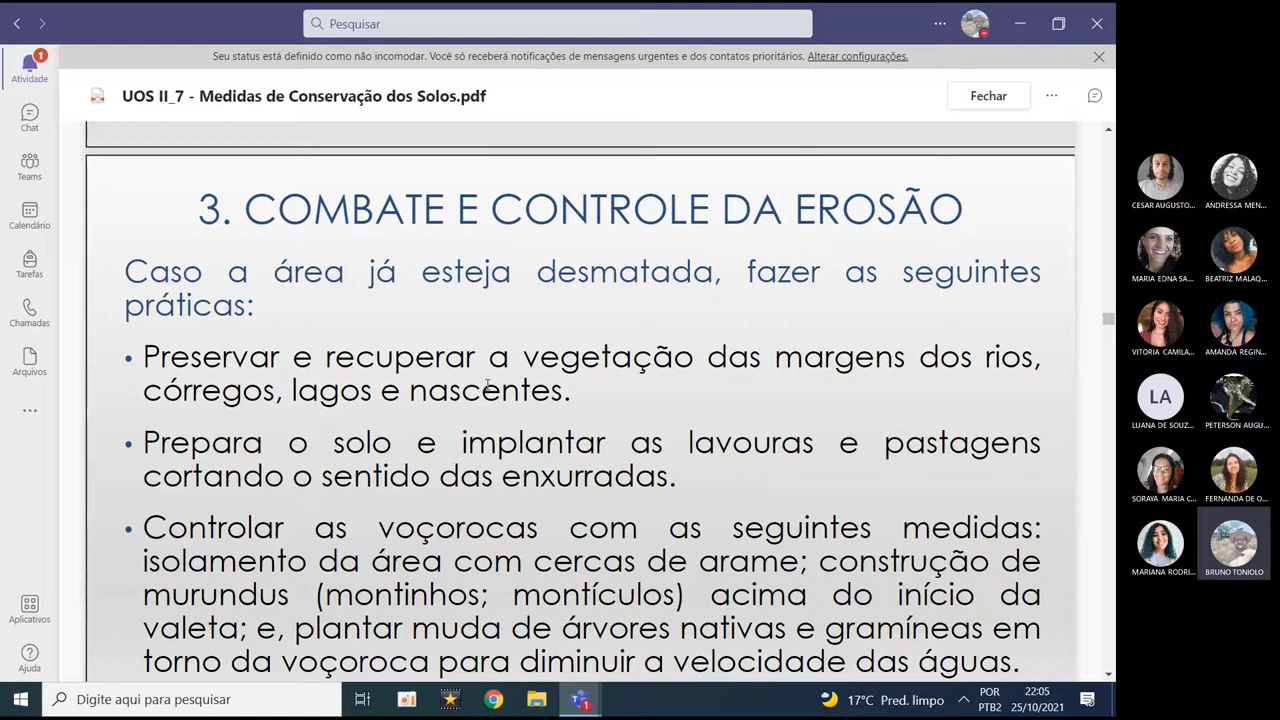 Pesquisar
Seu status está definido como não incomodar. Você só receberá notificações de mensagens urgentes e dos contatos prioritários. Alterar configurações.
1
Atividade
Chat
Teams
Calendário
Tarefas
Chamadas
Arquivos
Aplicativos
Ajuda
UOS II_7 - Medidas de Conservação dos Solos.pdf
Fechar
3. COMBATE E CONTROLE DA EROSÃO
Caso a área já esteja desmatada, fazer as seguintes
práticas:
• Preservar e recuperar a vegetação das margens dos rios,
córregos, lagos e nascentes.
• Prepara o solo e implantar as lavouras e pastagens
cortando o sentido das enxurradas.
• Controlar as voçorocas com as seguintes medidas:
isolamento da área com cercas de arame; construção de
murundus (montinhos; montículos) acima do início da
valeta; e, plantar muda de árvores nativas e gramíneas em
torno da voçoroca para diminuir a velocidade das águas.
CESAR AUGUSTO...
ANDRESSA MEN...
MARIA EDNA SA...
BEATRIZ MALAQ...
VITORIA CAMILA...
AMANDA REGIN...
LA
LUANA DE SOUZ...
PETERSON AUGU...
SORAYA MARIA C...
FERNANDA DE O...
MARIANA RODRI...
BRUNO TONIOLO
Digite aqui para pesquisar
1
17°C Pred. limpo
POR
PTB2
22:05
25/10/2021